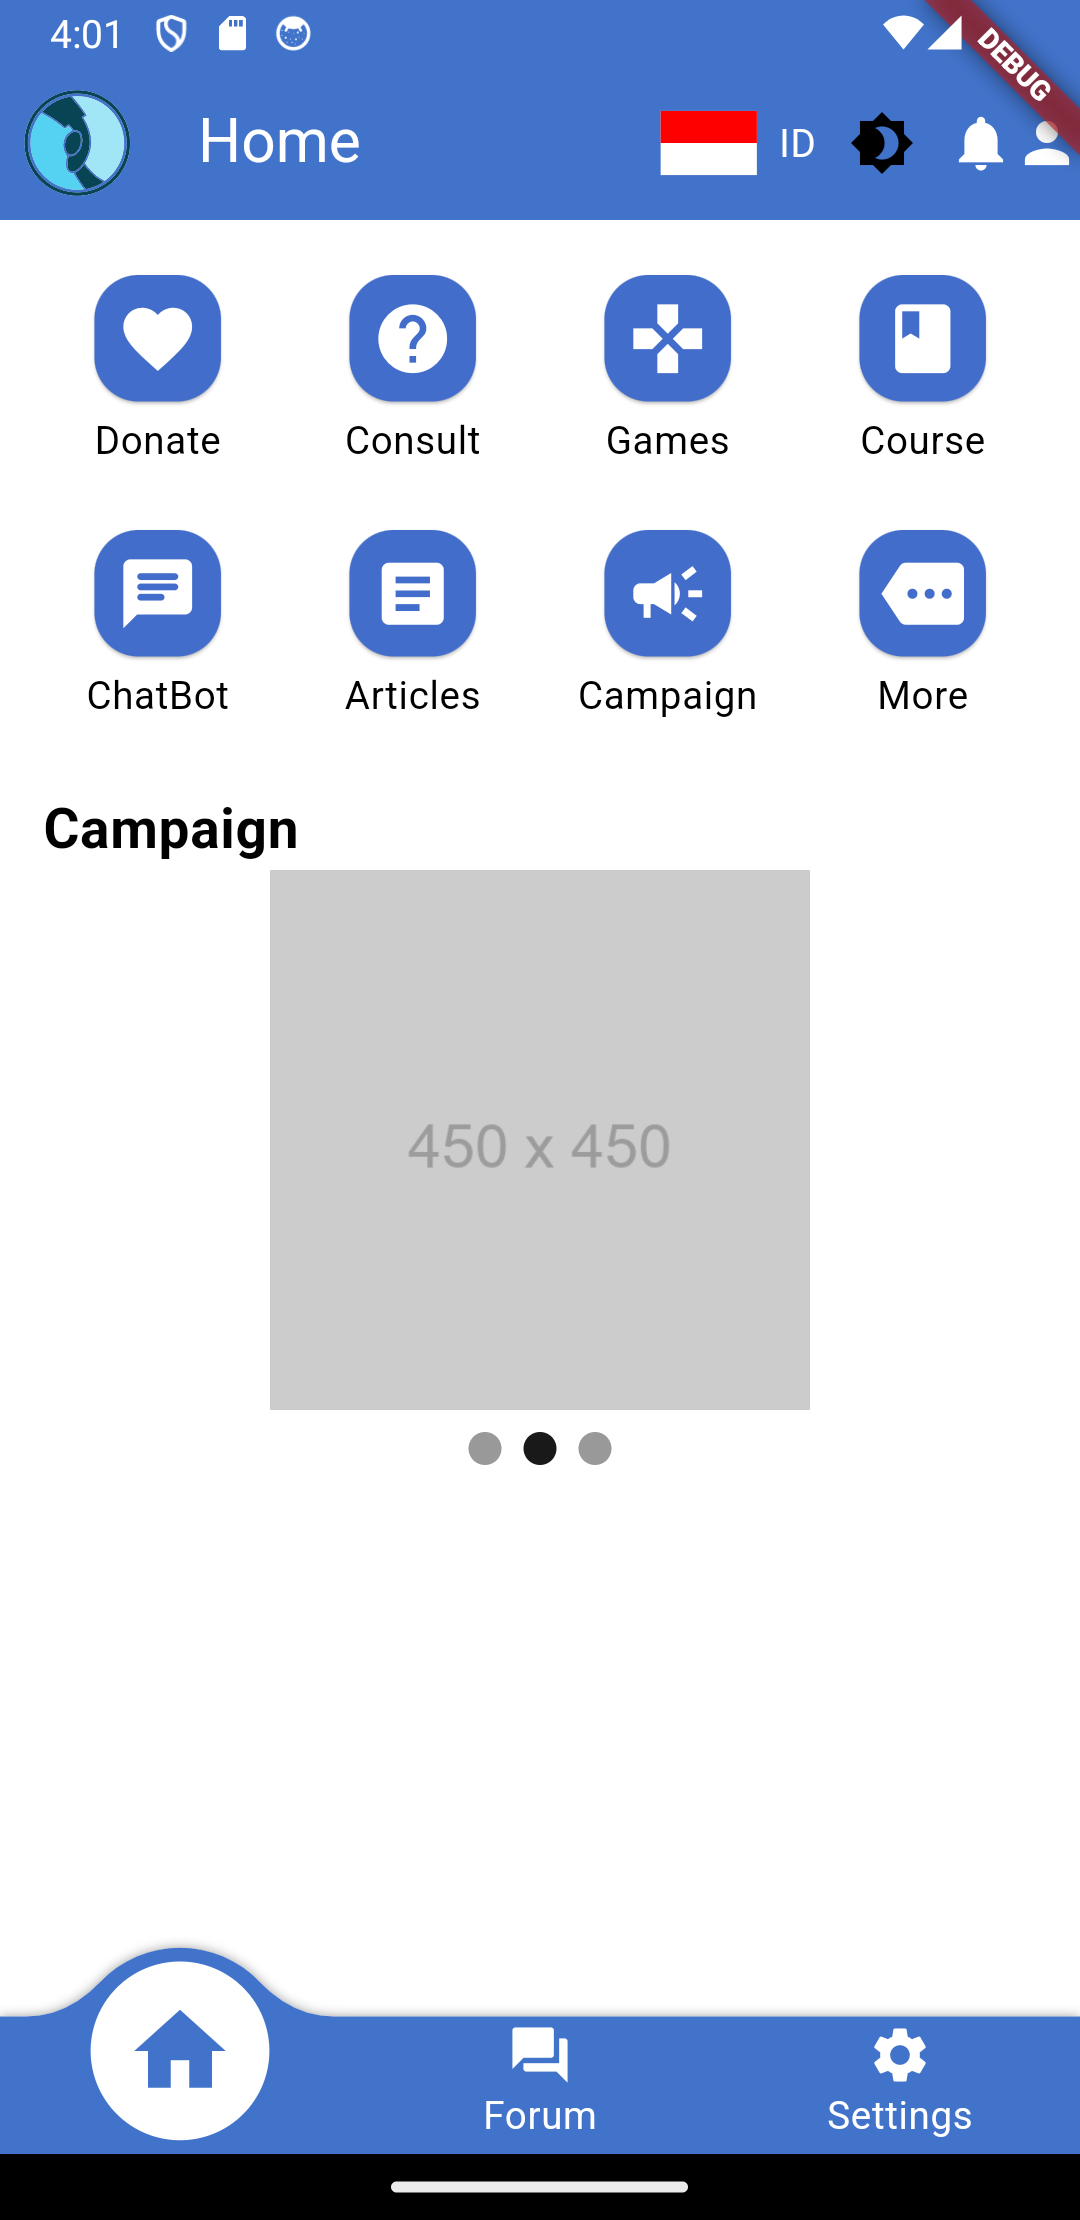 4:01
DEBUG
Home
ID
Donate
Consult
Games
Course
ChatBot
Articles
Campaign
More
Campaign
450 x 450
Forum
Settings